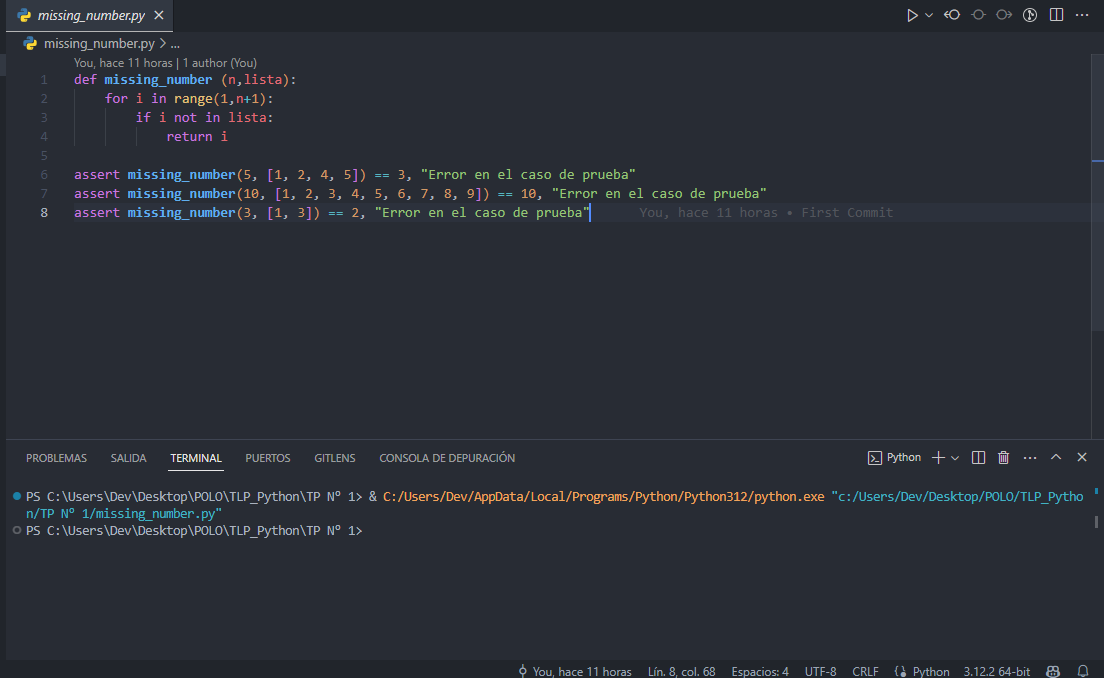 missing_number.py
missing_number.py > ...
You, hace 11 horas | 1 author (You)
1 def missing_number (n,lista):
2     for i in range(1,n+1):
3         if i not in lista:
4             return i
5
6 assert missing_number(5, [1, 2, 4, 5]) == 3, "Error en el caso de prueba"
7 assert missing_number(10, [1, 2, 3, 4, 5, 6, 7, 8, 9]) == 10, "Error en el caso de prueba"
8 assert missing_number(3, [1, 3]) == 2, "Error en el caso de prueba" You, hace 11 horas • First Commit
PROBLEMAS SALIDA TERMINAL PUERTOS GITLENS CONSOLA DE DEPURACIÓN Python
PS C:\Users\Dev\Desktop\POLO\TLP_Python\TP Nº 1> & C:/Users/Dev/AppData/Local/Programs/Python/Python312/python.exe "c:/Users/Dev/Desktop/POLO/TLP_Pytho
n/TP Nº 1/missing_number.py"
PS C:\Users\Dev\Desktop\POLO\TLP_Python\TP Nº 1>
You, hace 11 horas Lín. 8, col. 68 Espacios: 4 UTF-8 CRLF Python 3.12.2 64-bit